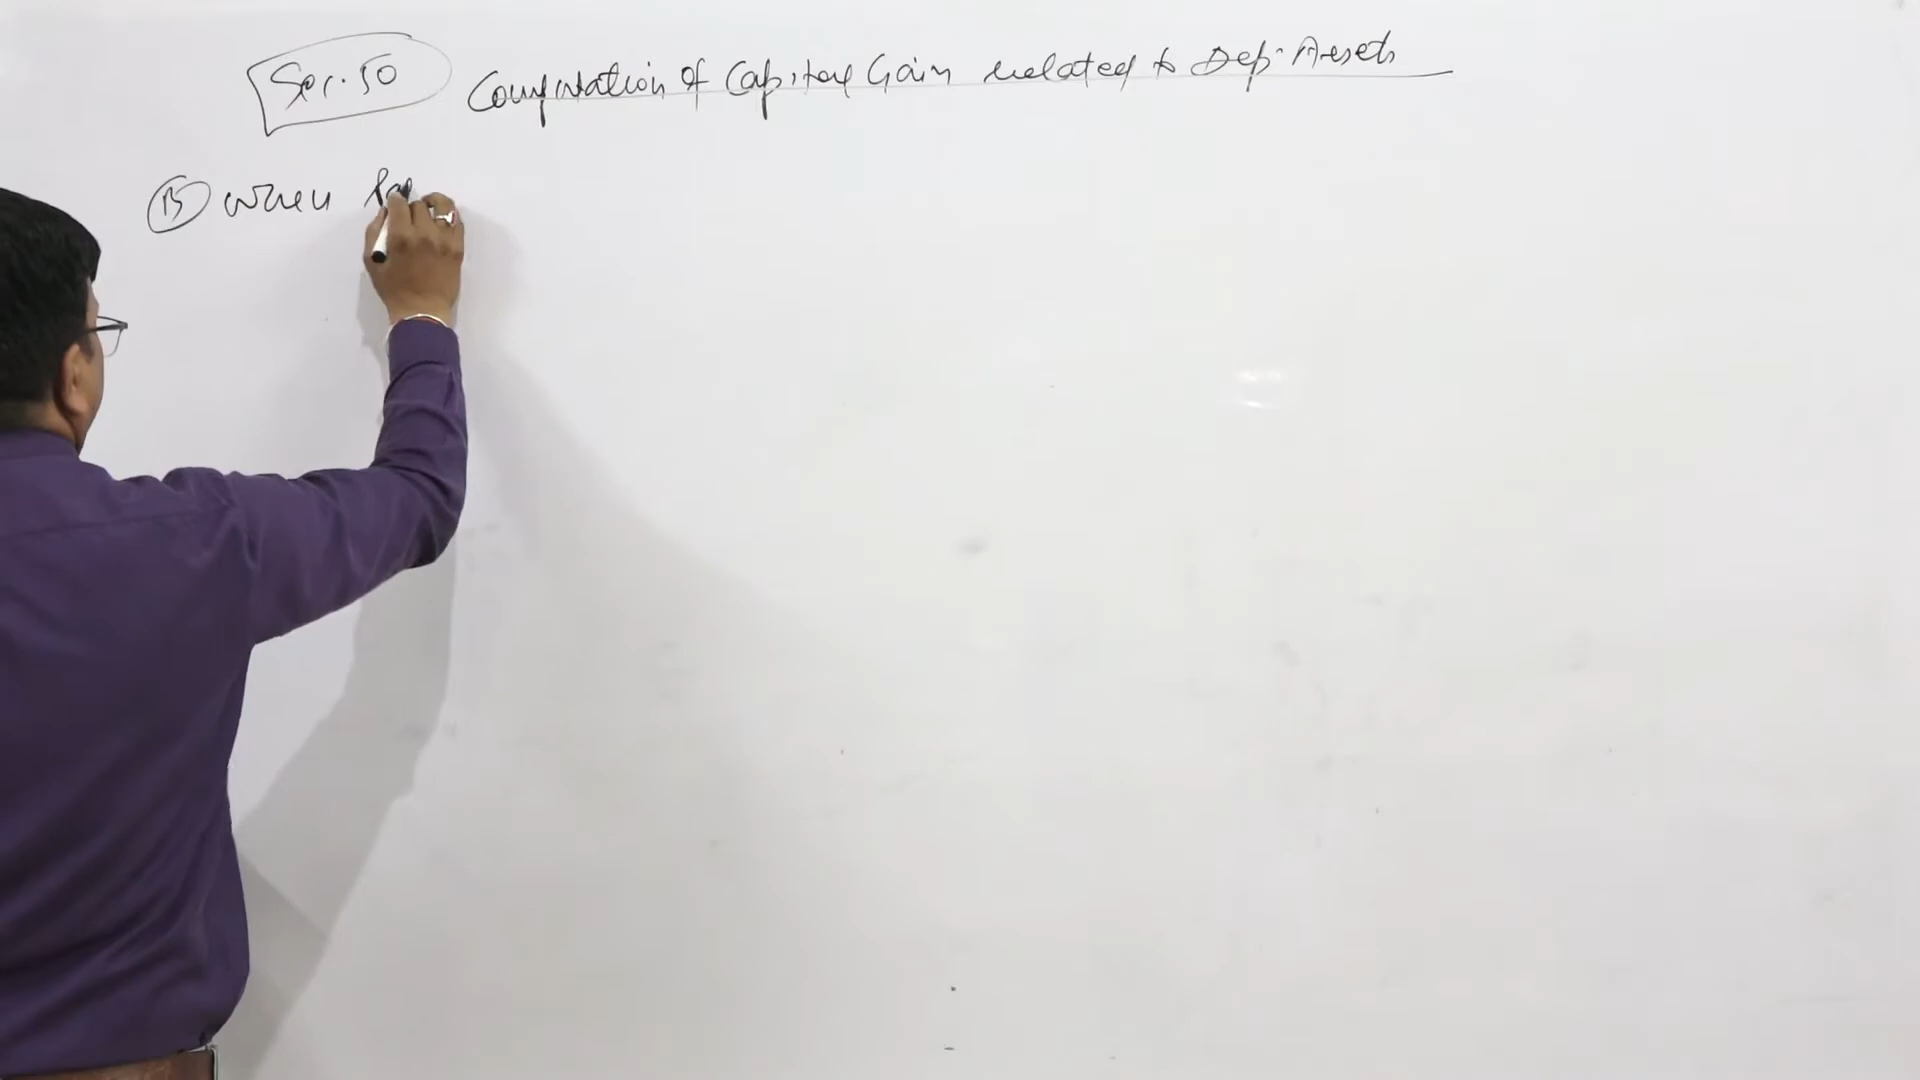 Sec. 50 Computation of Capital Gain related to Dep. Assets
(B) When